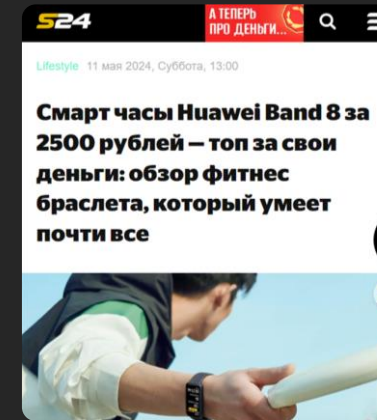 S24
А ТЕПЕРЬ
ПРО ДЕНЬГИ...
Lifestyle 11 мая 2024, Суббота, 13:00
Смарт часы Huawei Band 8 за
2500 рублей — топ за свои
деньги: обзор фитнес
браслета, который умеет
почти все